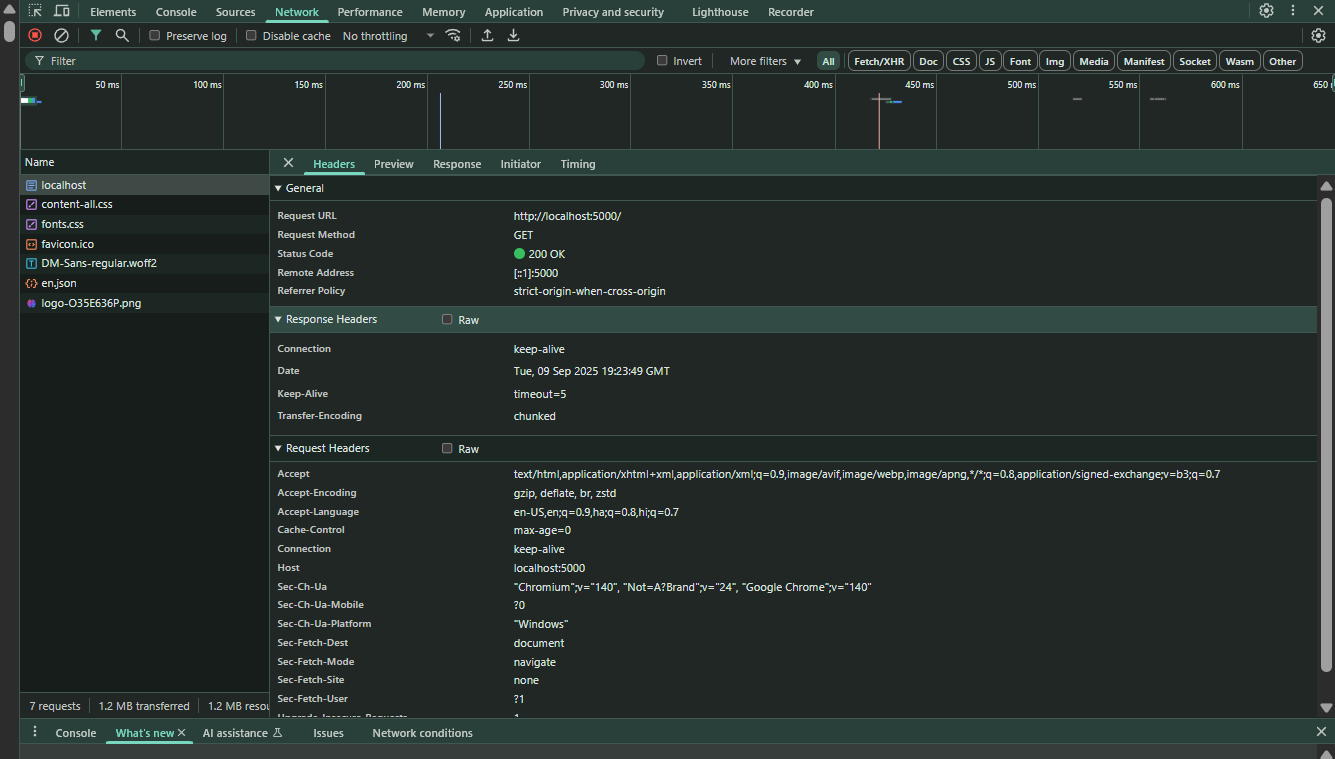 Elements Console Sources Network Performance Memory Application Privacy and security Lighthouse Recorder
Preserve log Disable cache No throttling
Filter Invert More filters All Fetch/XHR Doc CSS JS Font Img Media Manifest Socket Wasm Other
50 ms 100 ms 150 ms 200 ms 250 ms 300 ms 350 ms 400 ms 450 ms 500 ms 550 ms 600 ms 650
Name
localhost
content-all.css
fonts.css
favicon.ico
DM-Sans-regular.woff2
en.json
logo-O35E636P.png
7 requests 1.2 MB transferred 1.2 MB resou
Headers Preview Response Initiator Timing
General
Request URL http://localhost:5000/
Request Method GET
Status Code 200 OK
Remote Address [::1]:5000
Referrer Policy strict-origin-when-cross-origin
Response Headers Raw
Connection keep-alive
Date Tue, 09 Sep 2025 19:23:49 GMT
Keep-Alive timeout=5
Transfer-Encoding chunked
Request Headers Raw
Accept text/html,application/xhtml+xml,application/xml;q=0.9,image/avif,image/webp,image/apng,*/*;q=0.8,application/signed-exchange;v=b3;q=0.7
Accept-Encoding gzip, deflate, br, zstd
Accept-Language en-US,en;q=0.9,ha;q=0.8,hi;q=0.7
Cache-Control max-age=0
Connection keep-alive
Host localhost:5000
Sec-Ch-Ua "Chromium";v="140", "Not=A?Brand";v="24", "Google Chrome";v="140"
Sec-Ch-Ua-Mobile ?0
Sec-Ch-Ua-Platform "Windows"
Sec-Fetch-Dest document
Sec-Fetch-Mode navigate
Sec-Fetch-Site none
Sec-Fetch-User ?1
Upgrade-Insecure-Requests 1
Console What's new AI assistance Issues Network conditions